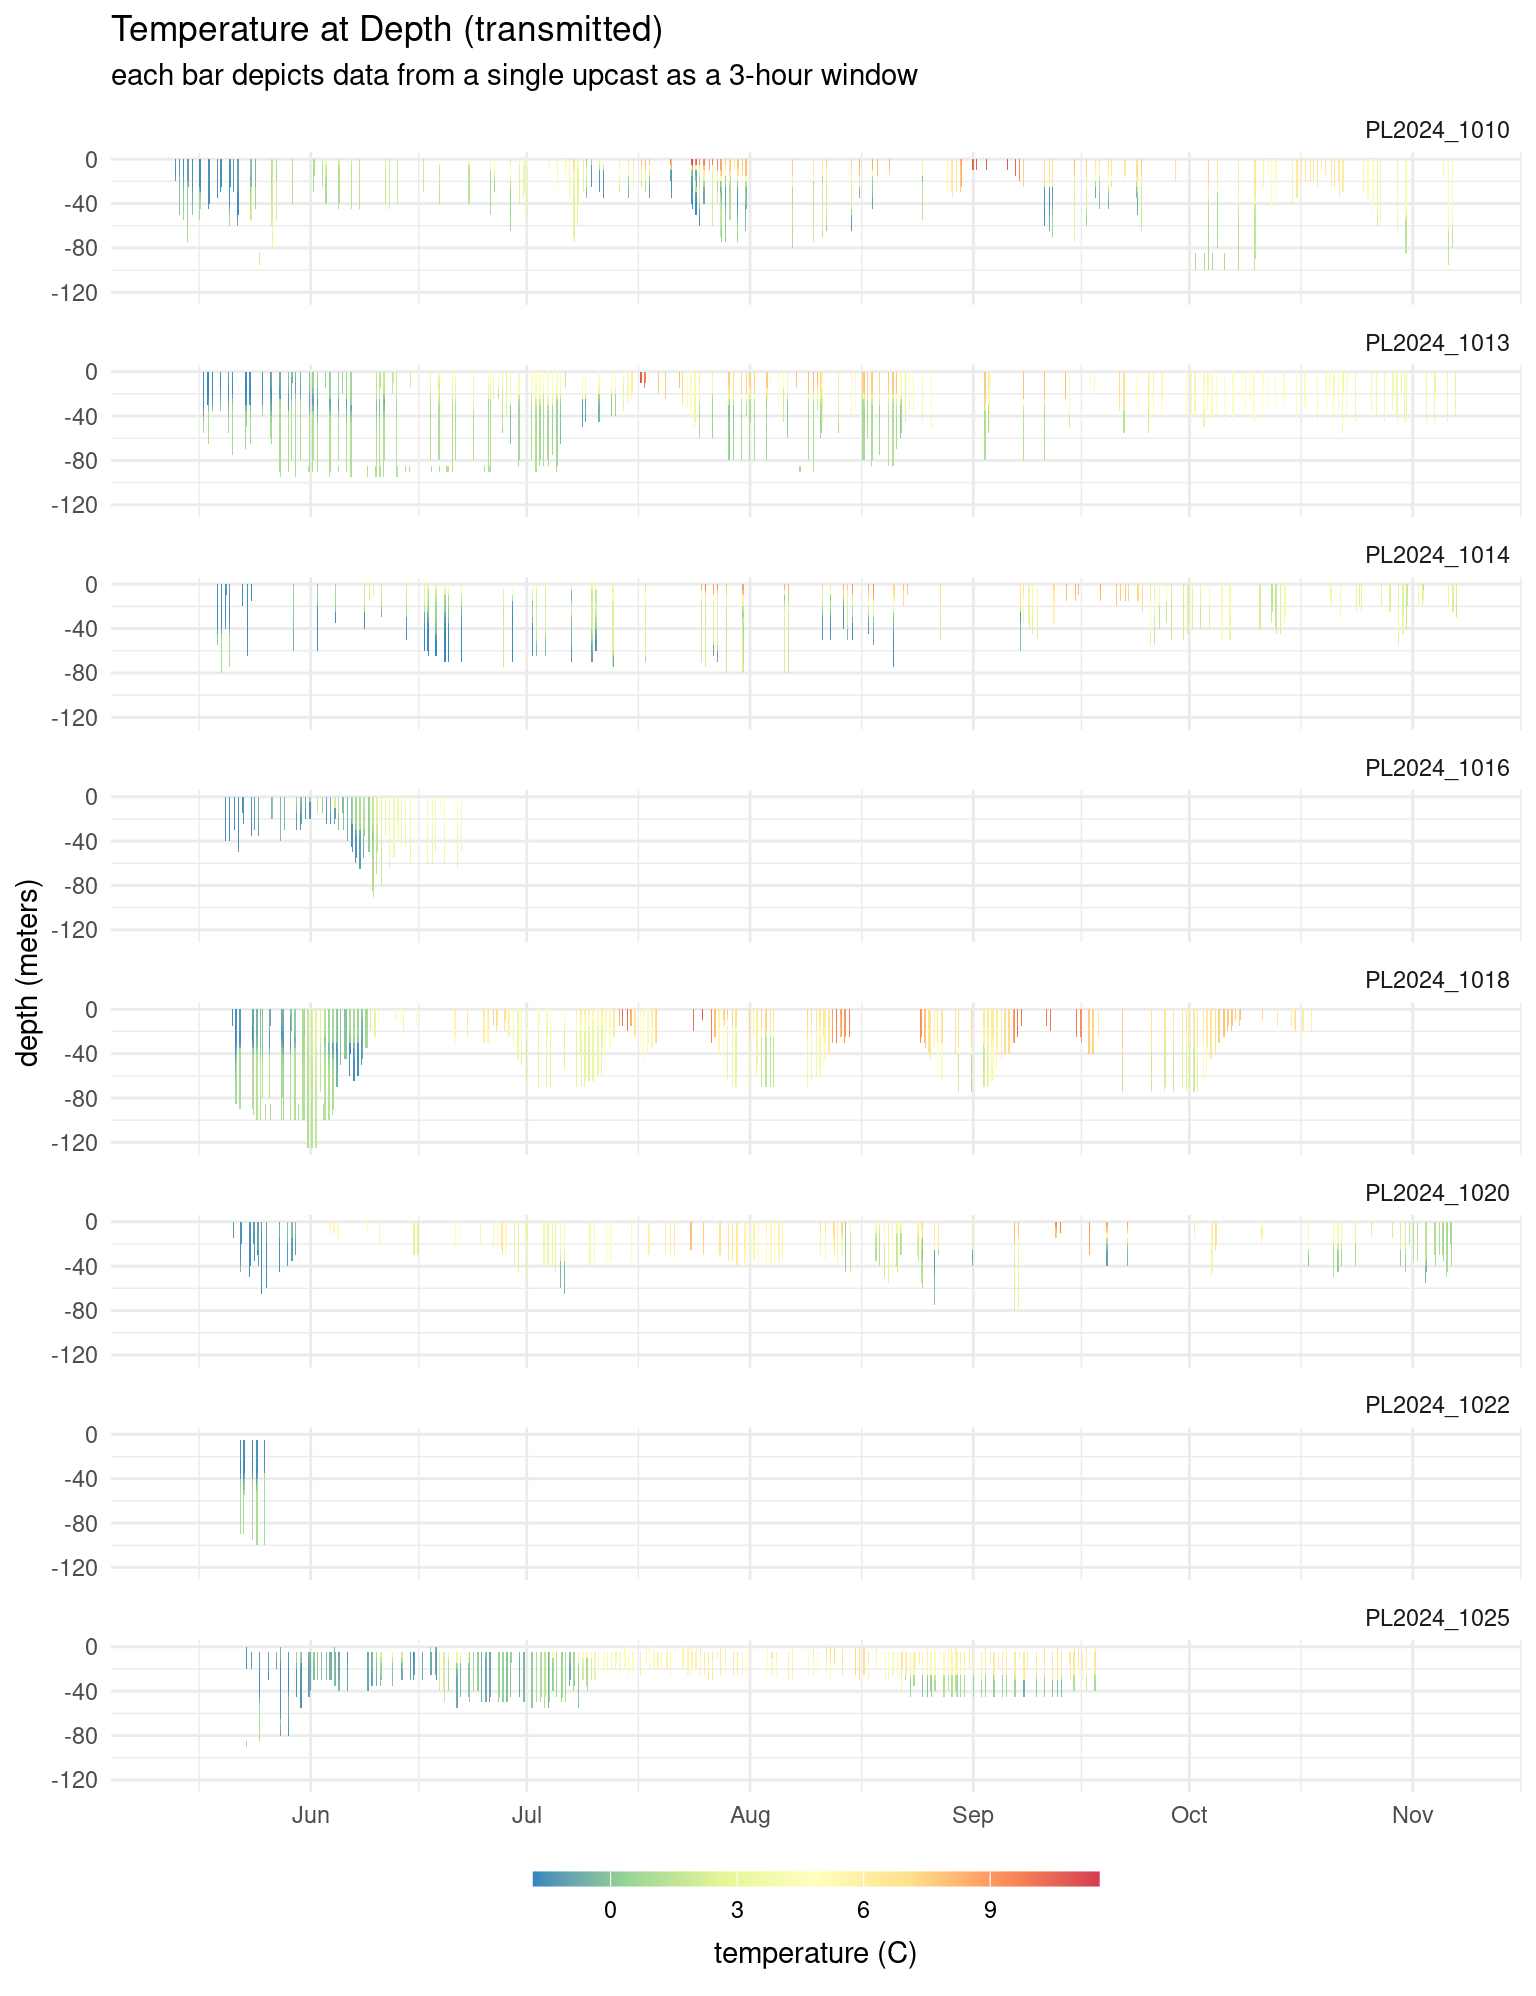 Temperature at Depth (transmitted)
each bar depicts data from a single upcast as a 3-hour window
PL2024_1010
0
-40
-80
-120
PL2024_1013
0
-40
-80
-120
PL2024_1014
0
-40
-80
-120
PL2024_1016
0
-40
-80
-120
depth (meters)
PL2024_1018
0
-40
-80
-120
PL2024_1020
0
-40
-80
-120
PL2024_1022
0
-40
-80
-120
PL2024_1025
0
-40
-80
-120
Jun Jul Aug Sep Oct Nov
0 3 6 9
temperature (C)